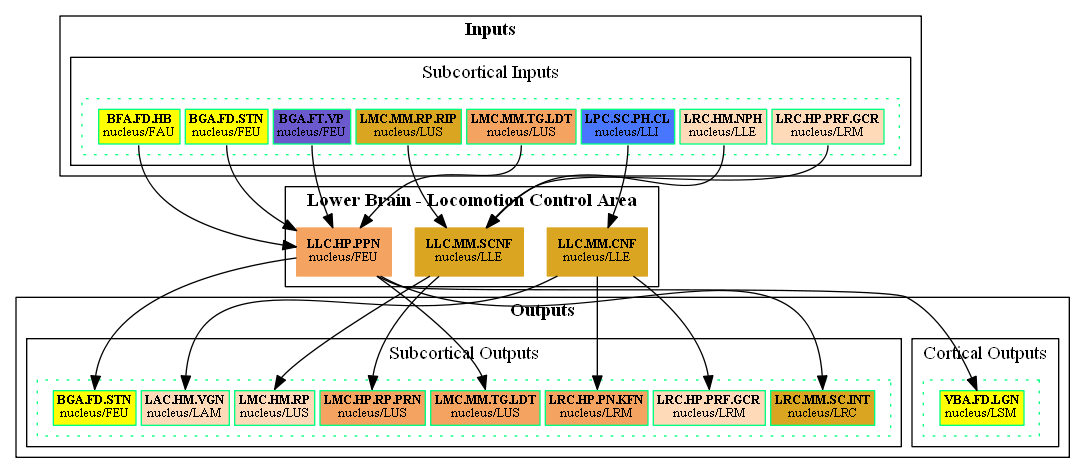 Inputs
Subcortical Inputs
BFA.FD.HB
nucleus/FAU
BGA.FD.STN
nucleus/FEU
BGA.FT.VP
nucleus/FEU
LMC.MM.RP.RIP
nucleus/LUS
LMC.MM.TG.LDT
nucleus/LUS
LPC.SC.PH.CL
nucleus/LLI
LRC.HM.NPH
nucleus/LLE
LRC.HP.PRF.GCR
nucleus/LRM
Lower Brain - Locomotion Control Area
LLC.HP.PPN
nucleus/FEU
LLC.MM.SCNF
nucleus/LLE
LLC.MM.CNF
nucleus/LLE
Outputs
Subcortical Outputs
BGA.FD.STN
nucleus/FEU
LAC.HM.VGN
nucleus/LAM
LMC.HM.RP
nucleus/LUS
LMC.HP.RP.PRN
nucleus/LUS
LMC.MM.TG.LDT
nucleus/LUS
LRC.HP.PN.KFN
nucleus/LRM
LRC.HP.PRF.GCR
nucleus/LRM
LRC.MM.SC.INT
nucleus/LRC
Cortical Outputs
VBA.FD.LGN
nucleus/LSM